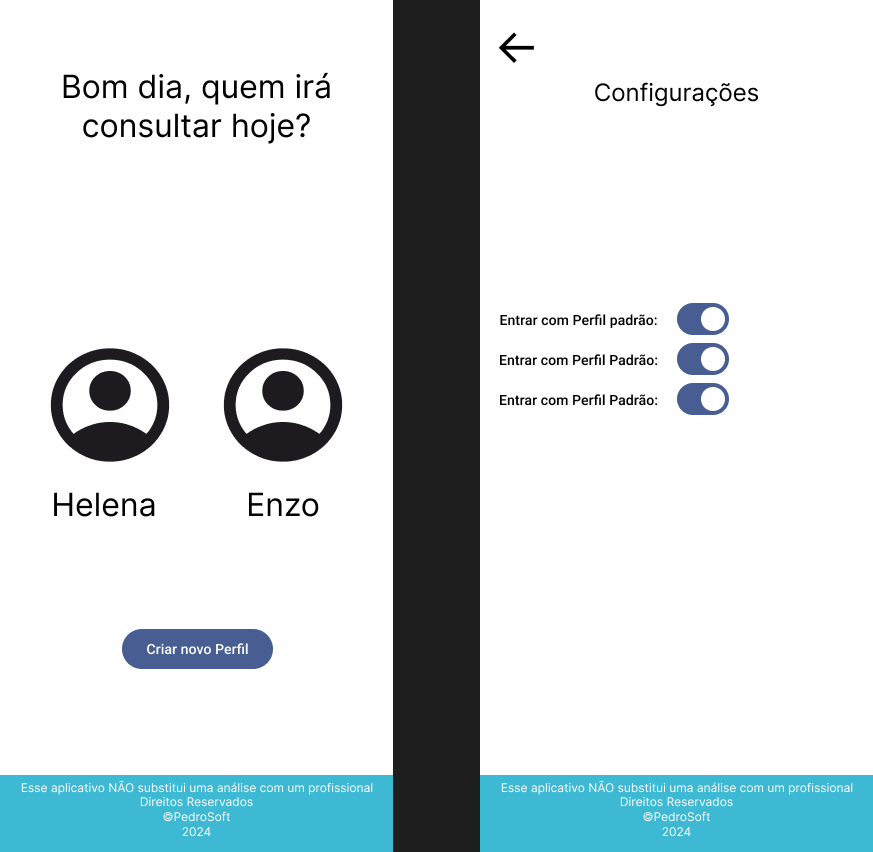 Bom dia, quem irá
consultar hoje?
Helena
Enzo
Criar novo Perfil
Esse aplicativo NÃO substitui uma análise com um profissional
Direitos Reservados
©PedroSoft
2024
Configurações
Entrar com Perfil padrão:
Entrar com Perfil Padrão:
Entrar com Perfil Padrão:
Esse aplicativo NÃO substitui uma análise com um profissional
Direitos Reservados
©PedroSoft
2024